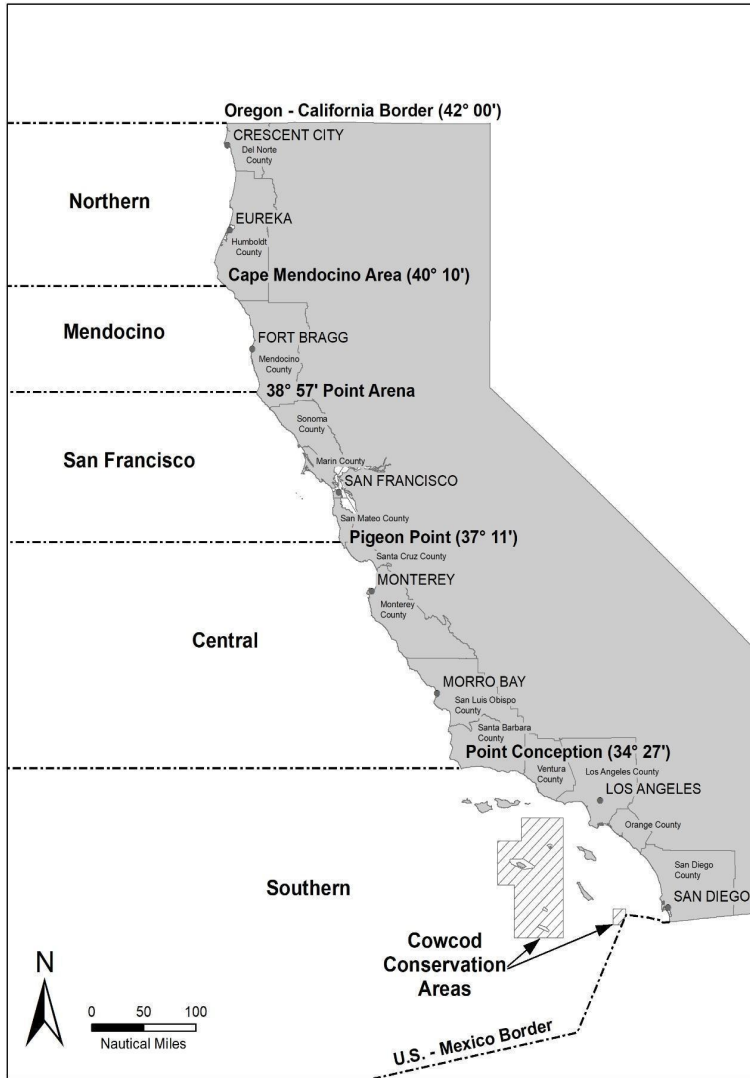 Oregon - California Border (42° 00')
CRESCENT CITY
Del Norte
County
Northern
EUREKA
Humboldt
County
Cape Mendocino Area (40° 10')
Mendocino
FORT BRAGG
Mendocino
County
38° 57' Point Arena
Sonoma
County
San Francisco
Marin County
SAN FRANCISCO
San Mateo County
Pigeon Point (37° 11')
Santa Cruz County
MONTEREY
Monterey
County
Central
MORRO BAY
San Luis Obispo
County
Santa Barbara
County
Point Conception (34° 27')
Ventura
County
Los Angeles County
LOS ANGELES
Orange County
San Diego
County
Southern
SAN DIEGO
Cowcod
Conservation
Areas
N
0 50 100
Nautical Miles
U.S. - Mexico Border